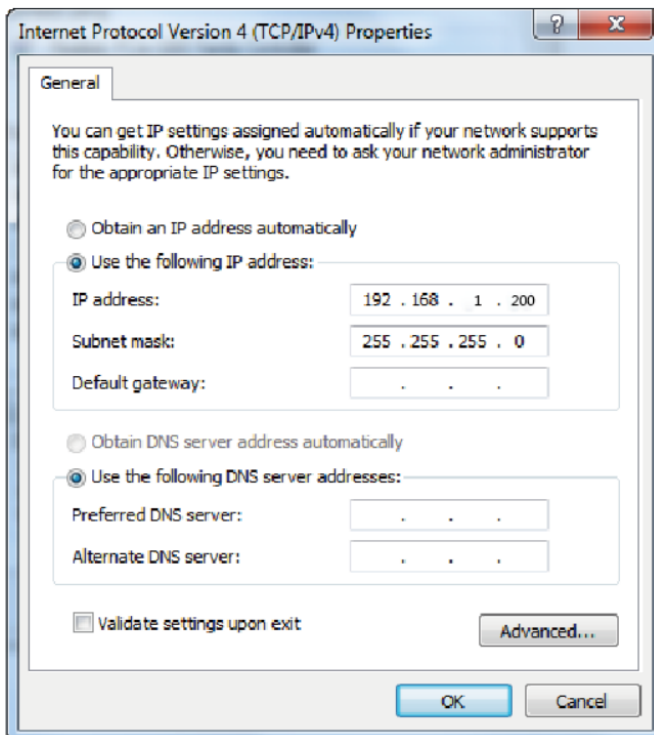 Internet Protocol Version 4 (TCP/IPv4) Properties
?
General
You can get IP settings assigned automatically if your network supports
this capability. Otherwise, you need to ask your network administrator
for the appropriate IP settings.
Obtain an IP address automatically
Use the following IP address:
IP address: 192 . 168 . 1 . 200
Subnet mask: 255 . 255 . 255 . 0
Default gateway: . . .
Obtain DNS server address automatically
Use the following DNS server addresses:
Preferred DNS server: . . .
Alternate DNS server: . . .
Validate settings upon exit
Advanced...
OK Cancel